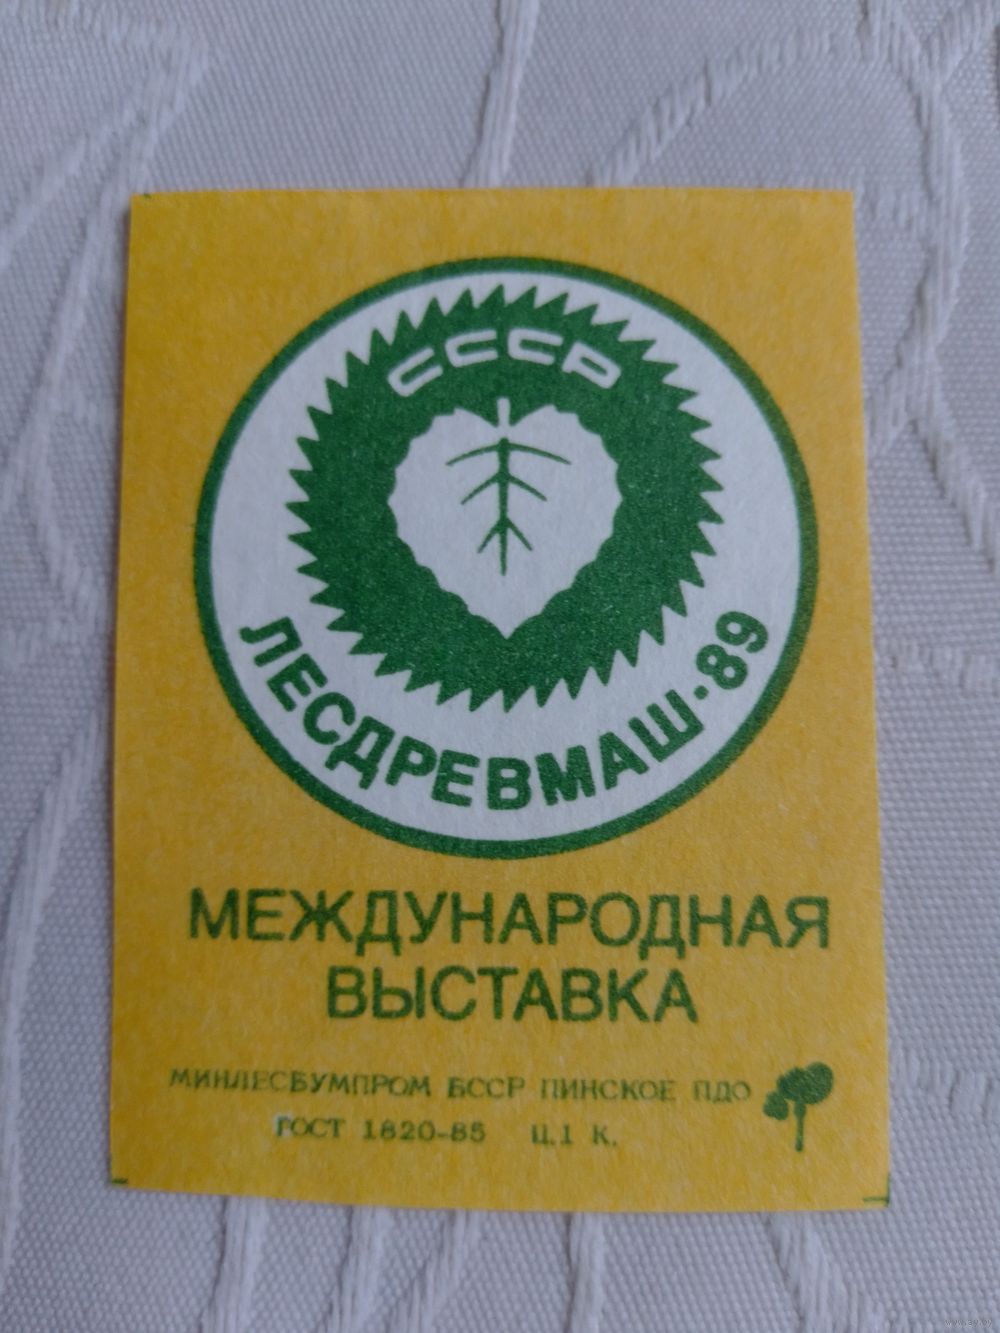 СССР
ЛЕСДРЕВМАШ·89
МЕЖДУНАРОДНАЯ
ВЫСТАВКА
МИНЛЕСБУМПРОМ БССР ПИНСКОЕ ПДО
ГОСТ 1820-85 Ц.1 К.